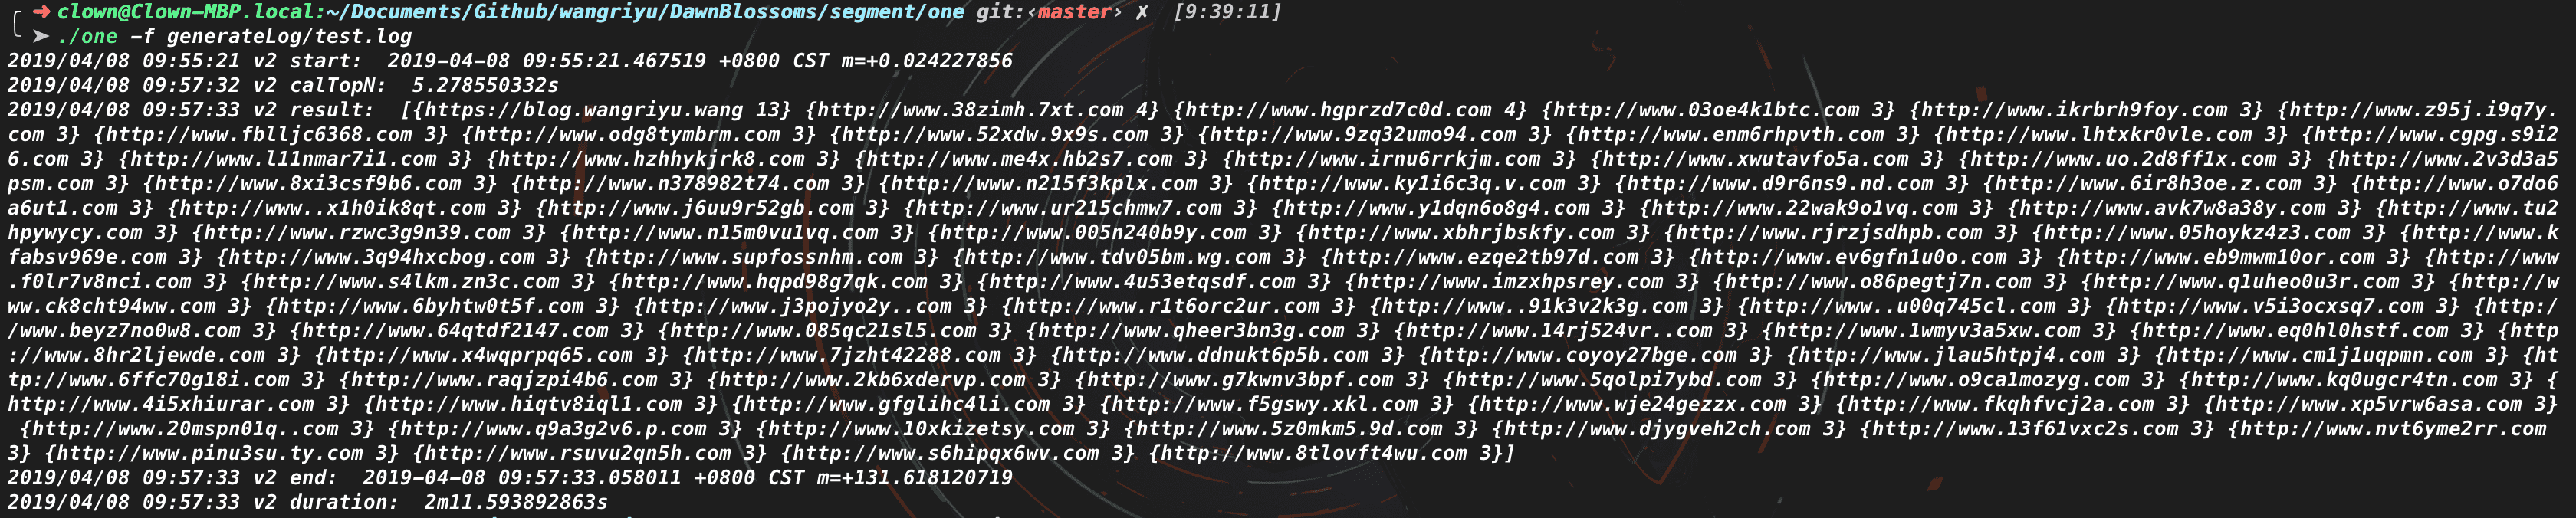 ➜ clown@Clown-MBP.local:~/Documents/Github/wangriyu/DawnBlossoms/segment/one git:‹master› ✗ [9:39:11]
➤ ./one -f generateLog/test.log
2019/04/08 09:55:21 v2 start:  2019-04-08 09:55:21.467519 +0800 CST m=+0.024227856
2019/04/08 09:57:32 v2 calTopN:  5.278550332s
2019/04/08 09:57:33 v2 result:  [{https://blog.wangriyu.wang 13} {http://www.38zimh.7xt.com 4} {http://www.hgprzd7c0d.com 4} {http://www.03oe4k1btc.com 3} {http://www.ikrbrh9foy.com 3} {http://www.z95j.i9q7y.
com 3} {http://www.fblljc6368.com 3} {http://www.odg8tymbrm.com 3} {http://www.52xdw.9x9s.com 3} {http://www.9zq32umo94.com 3} {http://www.enm6rhpvth.com 3} {http://www.lhtxkr0vle.com 3} {http://www.cgpg.s9i2
6.com 3} {http://www.l11nmar7i1.com 3} {http://www.hzhhykjrk8.com 3} {http://www.me4x.hb2s7.com 3} {http://www.irnu6rrkjm.com 3} {http://www.xwutavfo5a.com 3} {http://www.uo.2d8ff1x.com 3} {http://www.2v3d3a5
psm.com 3} {http://www.8xi3csf9b6.com 3} {http://www.n378982t74.com 3} {http://www.n215f3kplx.com 3} {http://www.ky1i6c3q.v.com 3} {http://www.d9r6ns9.nd.com 3} {http://www.6ir8h3oe.z.com 3} {http://www.o7do6
a6ut1.com 3} {http://www..x1h0ik8qt.com 3} {http://www.j6uu9r52gb.com 3} {http://www.ur215chmw7.com 3} {http://www.y1dqn6o8g4.com 3} {http://www.22wak9o1vq.com 3} {http://www.avk7w8a38y.com 3} {http://www.tu2
hpywycy.com 3} {http://www.rzwc3g9n39.com 3} {http://www.n15m0vu1vq.com 3} {http://www.005n240b9y.com 3} {http://www.xbhrjbskfy.com 3} {http://www.rjrzjsdhpb.com 3} {http://www.05hoykz4z3.com 3} {http://www.k
fabsv969e.com 3} {http://www.3q94hxcbog.com 3} {http://www.supfossnhm.com 3} {http://www.tdv05bm.wg.com 3} {http://www.ezqe2tb97d.com 3} {http://www.ev6gfn1u0o.com 3} {http://www.eb9mwm10or.com 3} {http://www
.f0lr7v8nci.com 3} {http://www.s4lkm.zn3c.com 3} {http://www.hqpd98g7qk.com 3} {http://www.4u53etqsdf.com 3} {http://www.imzxhpsrey.com 3} {http://www.o86pegtj7n.com 3} {http://www.q1uheo0u3r.com 3} {http://w
ww.ck8cht94ww.com 3} {http://www.6byhtw0t5f.com 3} {http://www.j3pojyo2y..com 3} {http://www.r1t6orc2ur.com 3} {http://www..91k3v2k3g.com 3} {http://www..u00q745cl.com 3} {http://www.v5i3ocxsq7.com 3} {http:/
/www.beyz7no0w8.com 3} {http://www.64qtdf2147.com 3} {http://www.085qc21sl5.com 3} {http://www.qheer3bn3g.com 3} {http://www.14rj524vr..com 3} {http://www.1wmyv3a5xw.com 3} {http://www.eq0hl0hstf.com 3} {http
://www.8hr2ljewde.com 3} {http://www.x4wqprpq65.com 3} {http://www.7jzht42288.com 3} {http://www.ddnukt6p5b.com 3} {http://www.coyoy27bge.com 3} {http://www.jlau5htpj4.com 3} {http://www.cm1j1uqpmn.com 3} {ht
tp://www.6ffc70g18i.com 3} {http://www.raqjzpi4b6.com 3} {http://www.2kb6xdervp.com 3} {http://www.g7kwnv3bpf.com 3} {http://www.5qolpi7ybd.com 3} {http://www.o9ca1mozyg.com 3} {http://www.kq0ugcr4tn.com 3} {
http://www.4i5xhiurar.com 3} {http://www.hiqtv8iql1.com 3} {http://www.gfglihc4li.com 3} {http://www.f5gswy.xkl.com 3} {http://www.wje24gezzx.com 3} {http://www.fkqhfvcj2a.com 3} {http://www.xp5vrw6asa.com 3}
 {http://www.20mspn01q..com 3} {http://www.q9a3g2v6.p.com 3} {http://www.10xkizetsy.com 3} {http://www.5z0mkm5.9d.com 3} {http://www.djygveh2ch.com 3} {http://www.13f61vxc2s.com 3} {http://www.nvt6yme2rr.com
3} {http://www.pinu3su.ty.com 3} {http://www.rsuvu2qn5h.com 3} {http://www.s6hipqx6wv.com 3} {http://www.8tlovft4wu.com 3}]
2019/04/08 09:57:33 v2 end:  2019-04-08 09:57:33.058011 +0800 CST m=+131.618120719
2019/04/08 09:57:33 v2 duration:  2m11.593892863s